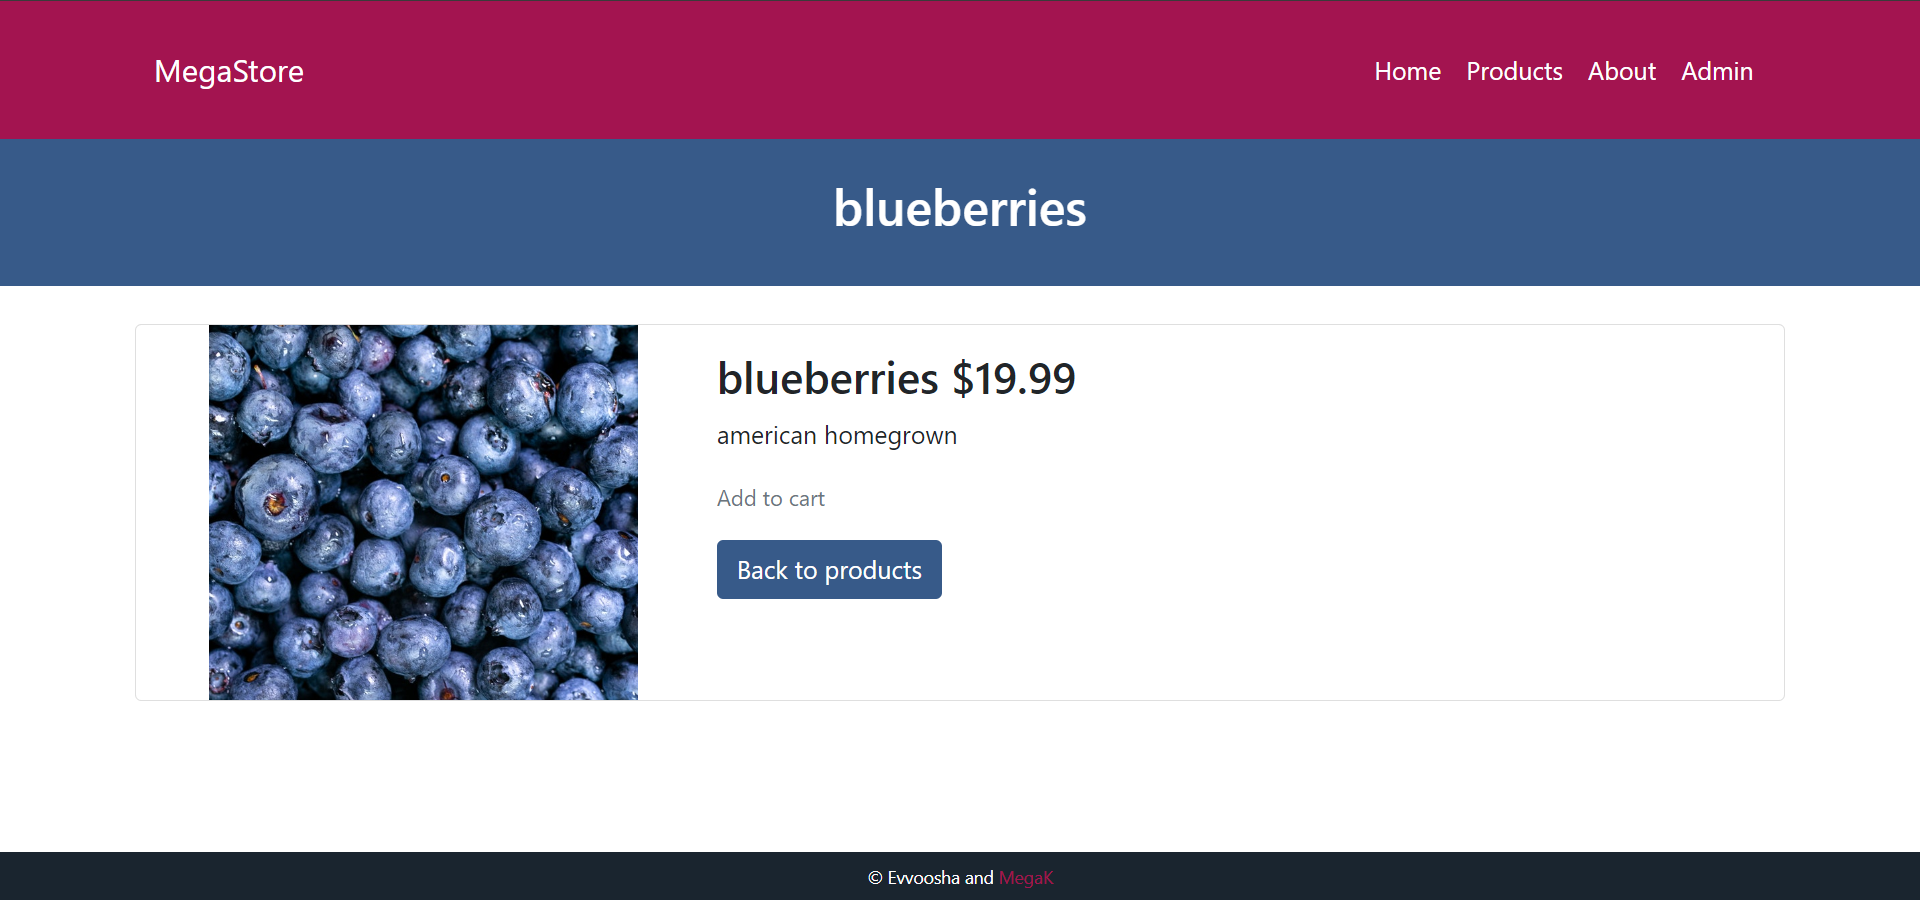 MegaStore
Home Products About Admin
blueberries
blueberries $19.99
american homegrown
Add to cart
Back to products
© Evvoosha and MegaK